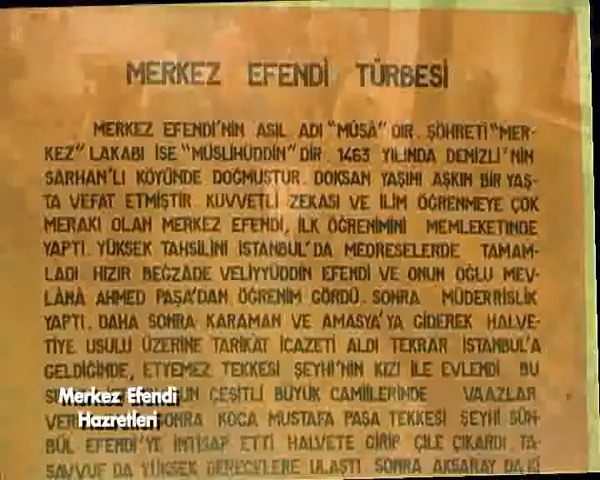 MERKEZ EFENDİ TÜRBESİ
MERKEZ EFENDİ'NİN ASIL ADI "MÛSÂ" DIR. ŞÖHRETİ "MER-
KEZ" LAKABI İSE "MÜSLİHÜDDİN" DİR. 1463 YILINDA DENİZLİ'NİN
SARHAN'LI KÖYÜNDE DOĞMUŞTUR. DOKSAN YAŞINI AŞKIN BİR YAŞ-
TA VEFAT ETMİŞTİR KUVVETLİ ZEKASI VE İLİM ÖĞRENMEYE ÇOK
MERAKI OLAN MERKEZ EFENDİ, İLK ÖĞRENİMİNİ MEMLEKETİNDE
YAPTI. YÜKSEK TAHSİLİNİ İSTANBUL'DA MEDRESELERDE TAMAM-
LADI HIZIR BEĞZADE VELİYYÜDDİN EFENDİ VE ONUN OĞLU MEV-
LÂNÂ AHMED PAŞA'DAN ÖĞRENİM GÖRDÜ. SONRA MÜDERRİSLİK
YAPTI. DAHA SONRA KARAMAN VE AMASYA'YA GİDEREK HALVE-
TİYE USULU ÜZERİNE TARİKAT İCAZETİ ALDI TEKRAR İSTANBUL'A
GELDİĞİNDE, ETYEMEZ TEKKESİ ŞEYHİ'NİN KIZI İLE EVLENDİ BU
ÇEŞİTLİ BÜYÜK CAMİİLERİNDE VAAZLAR
Merkez Efendi
Hazretleri
KOCA MUSTAFA PAŞA TEKKESİ ŞEYHİ SÜN-
BÜL EFENDİ'YE İNTİSAP ETTİ HALVETE GİRİP ÇİLE ÇIKARDI. TA-
SAVVUF DA YÜKSEK DERECELERE ULAŞTI SONRA AKSARAY DA Kİ